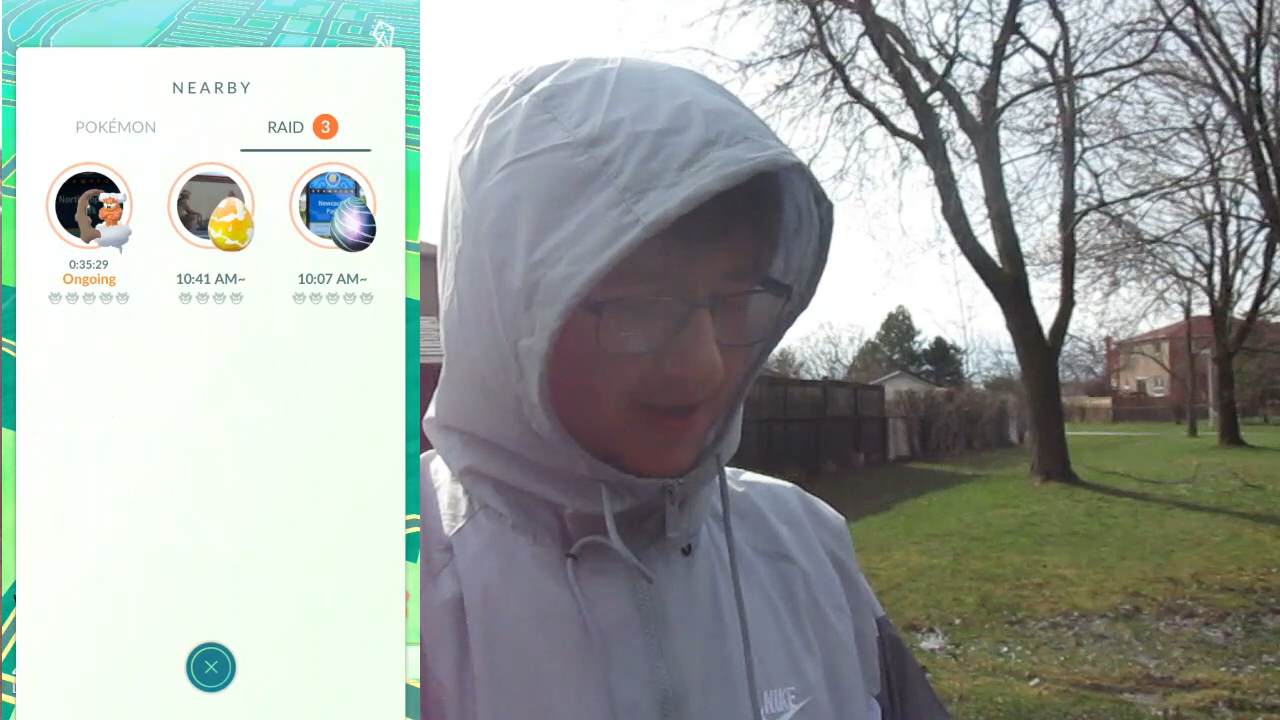 NEARBY
POKÉMON
RAID 3
0:35:29
Ongoing
10:41 AM~
10:07 AM~
NIKE